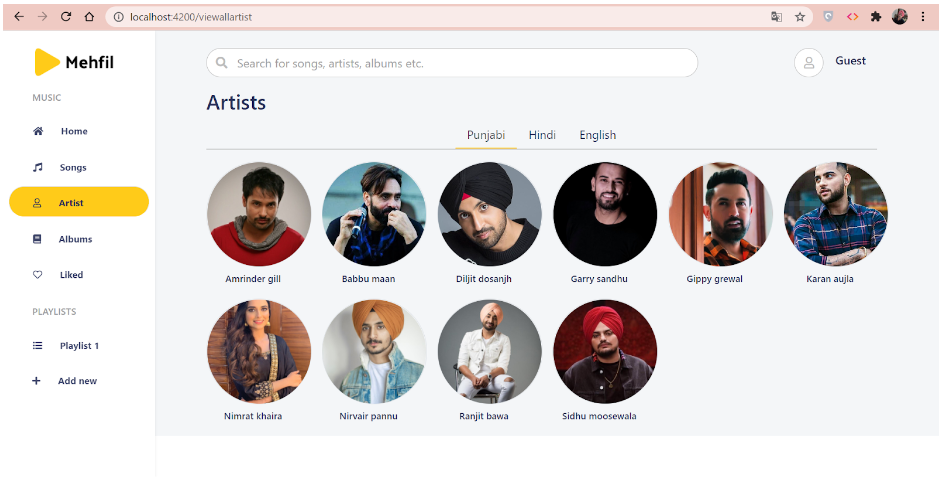 localhost:4200/viewallartist
Mehfil
Search for songs, artists, albums etc.
Guest
MUSIC
Home
Songs
Artist
Albums
Liked
PLAYLISTS
Playlist 1
Add new
Artists
Punjabi Hindi English
Amrinder gill Babbu maan Diljit dosanjh Garry sandhu Gippy grewal Karan aujla
Nimrat khaira Nirvair pannu Ranjit bawa Sidhu moosewala